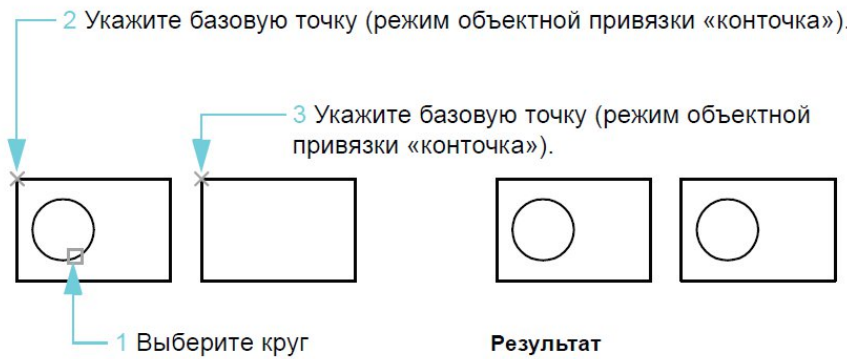 2 Укажите базовую точку (режим объектной привязки «конточка»).
3 Укажите базовую точку (режим объектной
привязки «конточка»).
1 Выберите круг
Результат